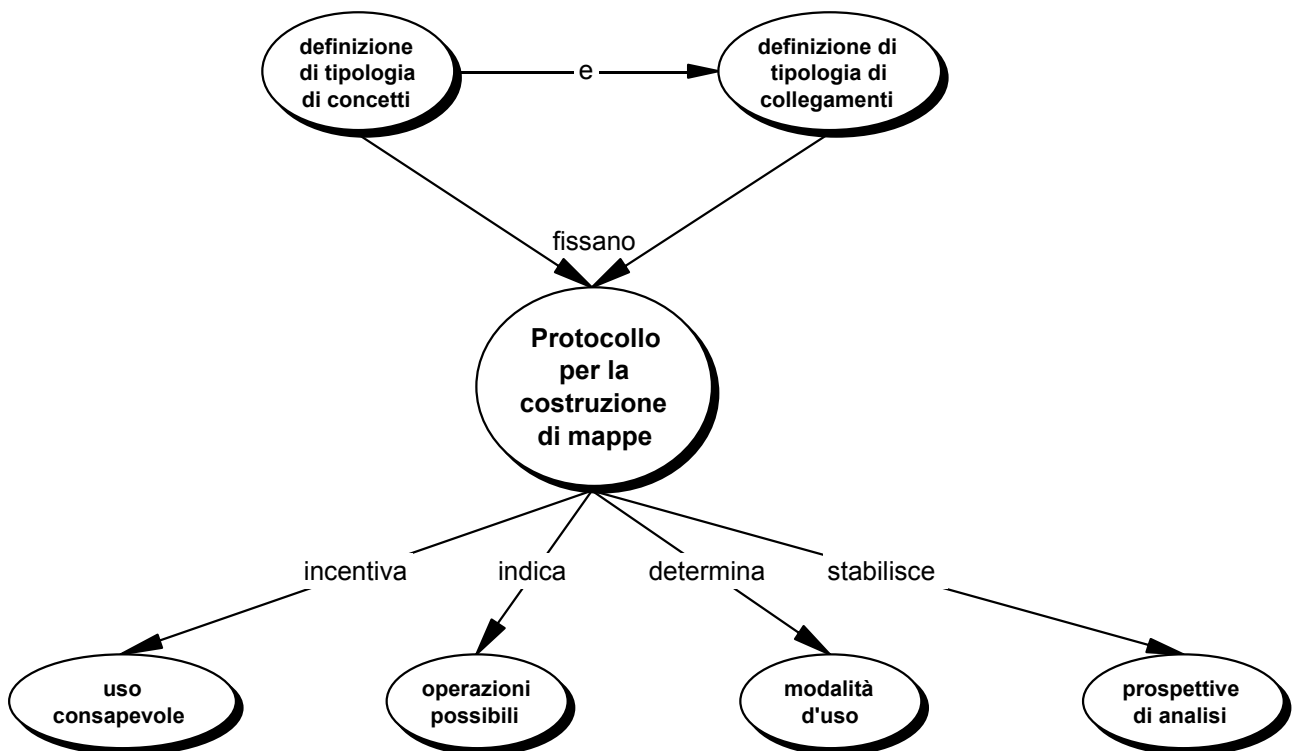 definizione
di tipologia
di concetti
e
definizione di
tipologia di
collegamenti
fissano
Protocollo
per la
costruzione
di mappe
incentiva
indica
determina
stabilisce
uso
consapevole
operazioni
possibili
modalità
d'uso
prospettive
di analisi